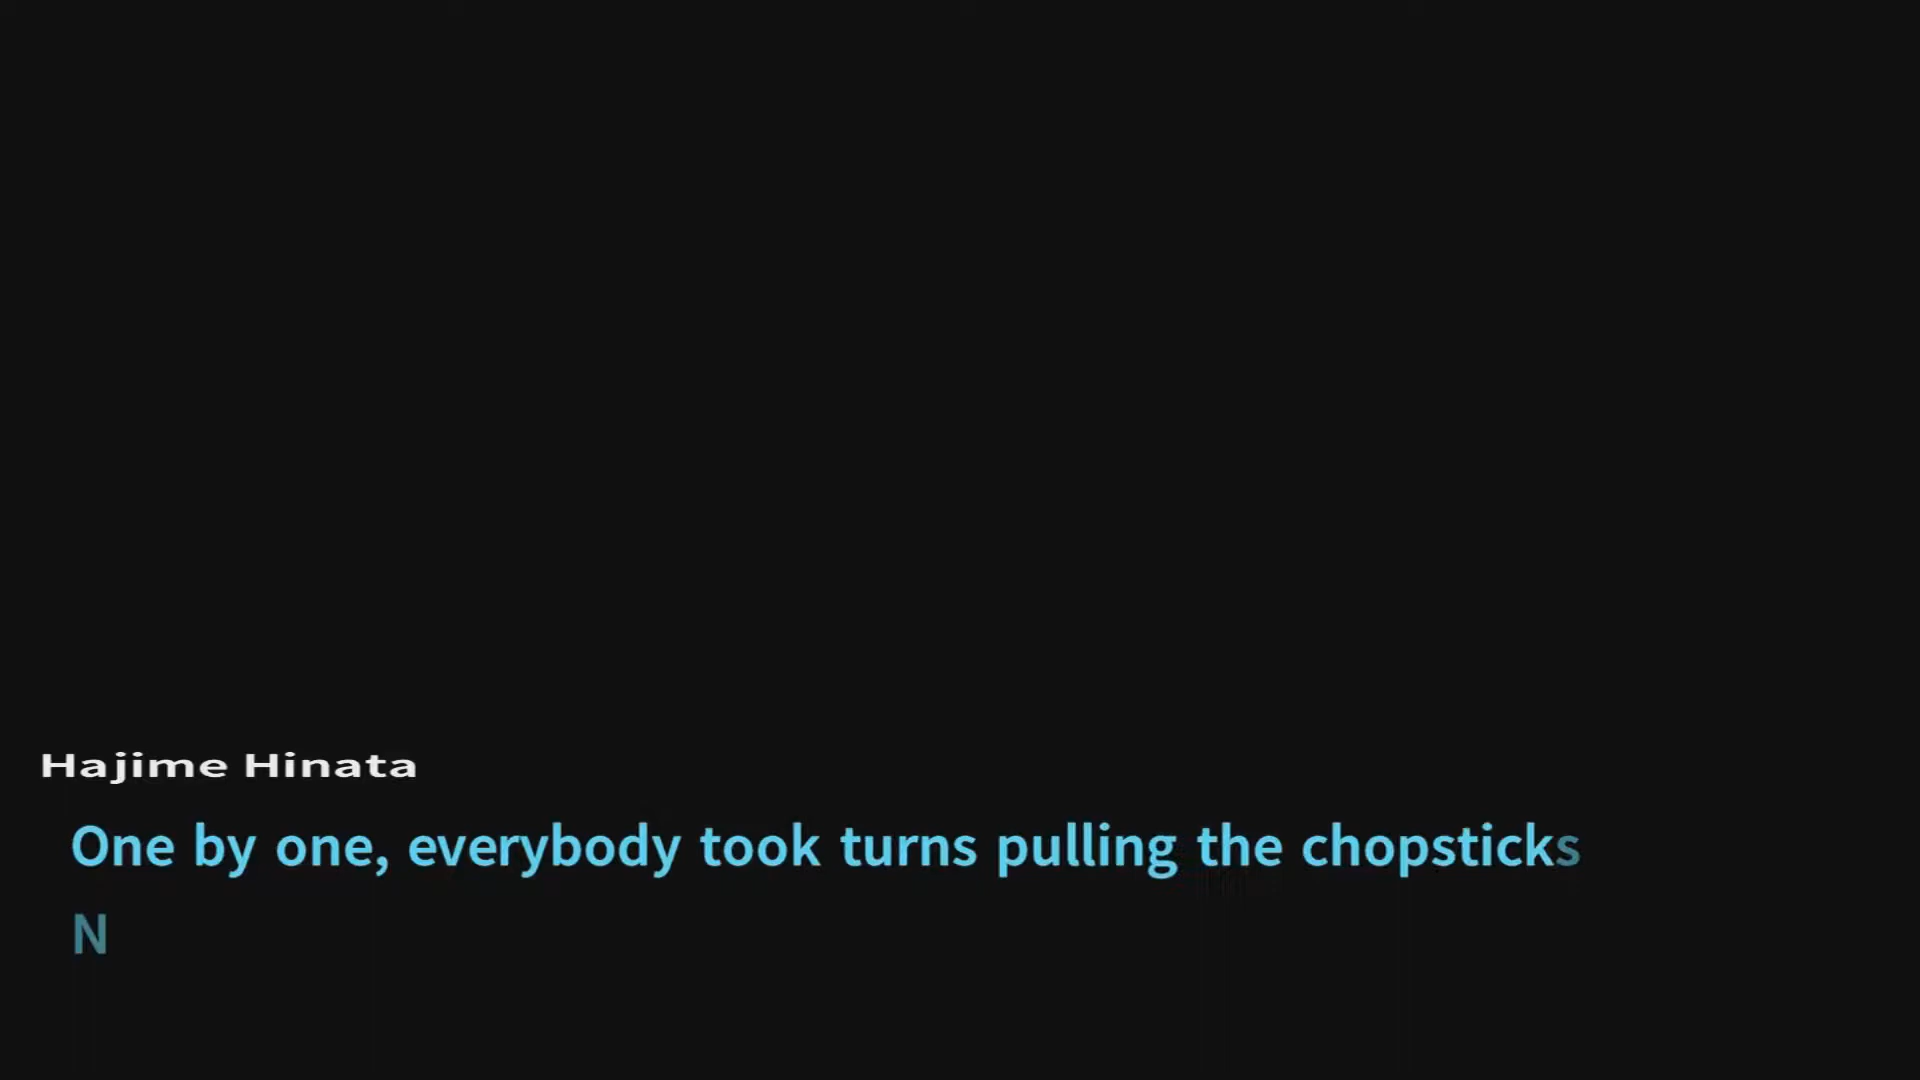 Hajime Hinata
One by one, everybody took turns pulling the chopsticks
N